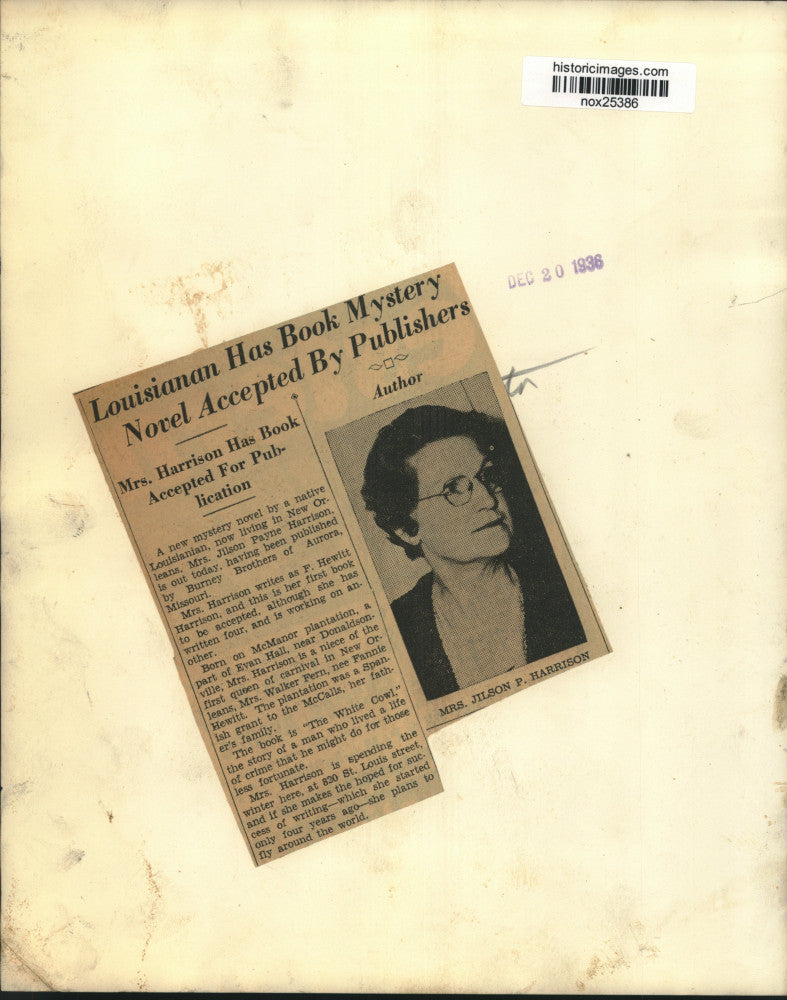 historicimages.com
nox25386
DEC 20 1936
Louisianan Has Book Mystery
Novel Accepted By Publishers
Mrs. Harrison Has Book
Accepted For Pub-
lication
A new mystery novel by a native
Louisianian, now living in New Or-
leans, Mrs. Jilson Payne Harrison,
is out today, having been published
by Burney Brothers of Aurora,
Missouri.
Mrs. Harrison writes as F. Hewitt
Harrison, and this is her first book
to be accepted, although she has
written four, and is working on an-
other.
Born on McManor plantation, a
part of Evan Hall, near Donaldson-
ville, Mrs. Harrison is a niece of the
first queen of carnival in New Or-
leans, Mrs. Walker Fern, nee Fannie
Hewitt. The plantation was a Span-
ish grant to the McCalls, her fath-
er's family.
The book is "The White Cowl,"
the story of a man who lived a life
of crime that he might do for those
less fortunate.
Mrs. Harrison is spending the
winter here, at 820 St. Louis street,
and if she makes the hoped for suc-
cess of writing—which she started
only four years ago—she plans to
fly around the world.
Author
MRS. JILSON P. HARRISON